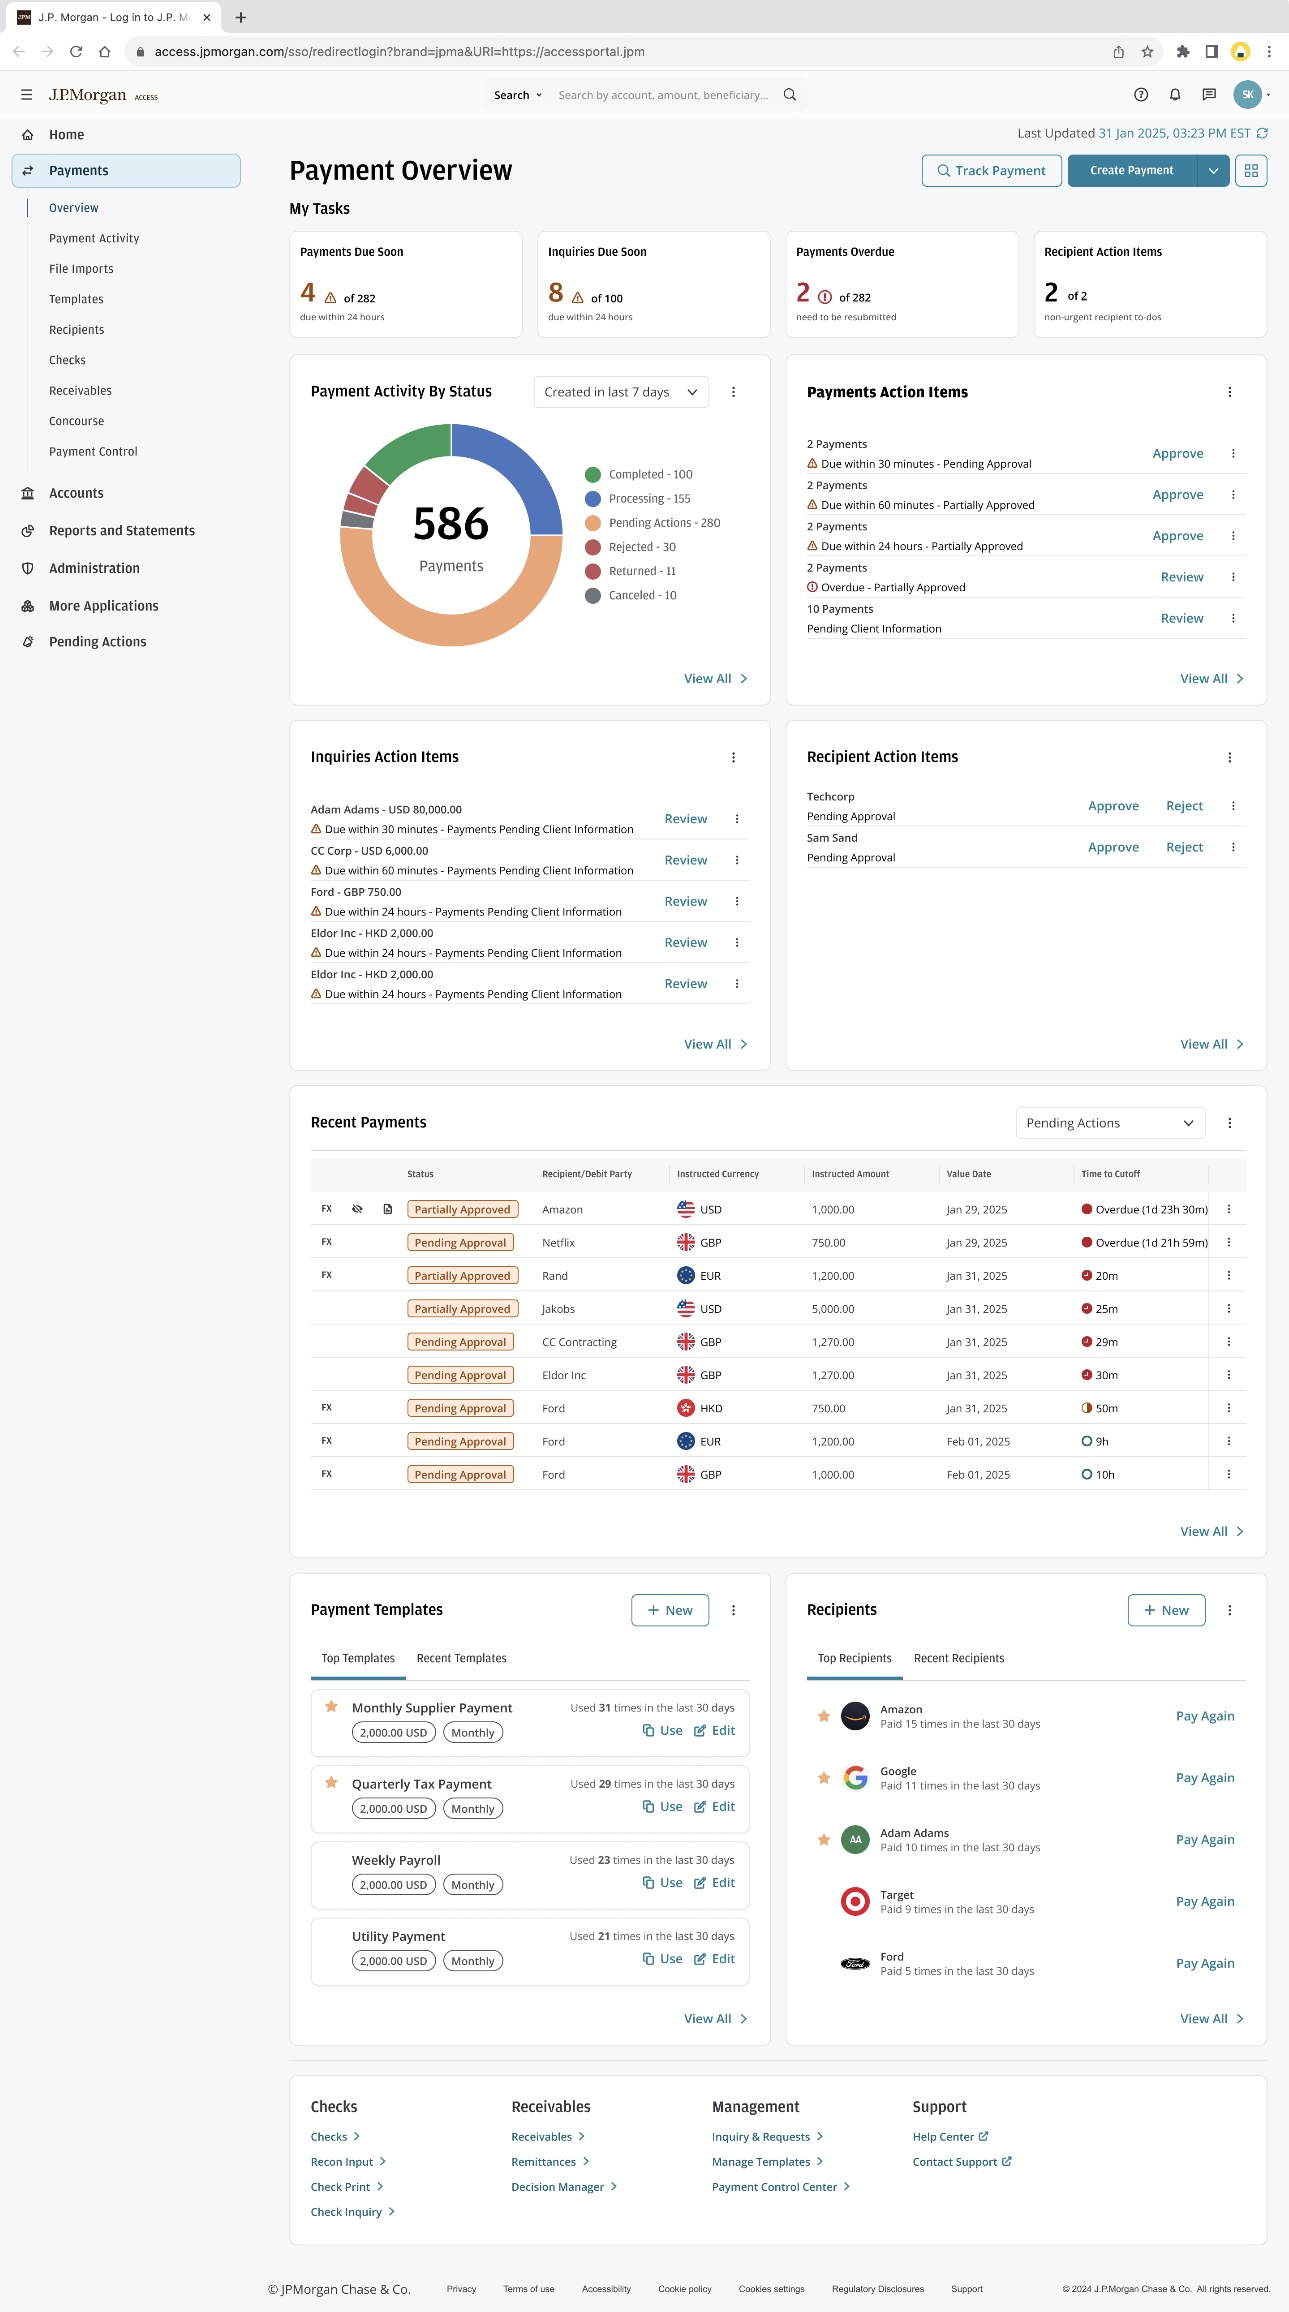 J.P. Morgan - Log in to J.P. Mo
access.jpmorgan.com/sso/redirectlogin?brand=jpma&URI=https://accessportal.jpm
J.P.Morgan ACCESS
Search
Search by account, amount, beneficiary...
SK
Home
Payments
Overview
Payment Activity
File Imports
Templates
Recipients
Checks
Receivables
Concourse
Payment Control
Accounts
Reports and Statements
Administration
More Applications
Pending Actions
Last Updated 31 Jan 2025, 03:23 PM EST
Payment Overview
Track Payment
Create Payment
My Tasks
Payments Due Soon
4 of 282
due within 24 hours
Inquiries Due Soon
8 of 100
due within 24 hours
Payments Overdue
2 of 282
need to be resubmitted
Recipient Action Items
2 of 2
non-urgent recipient to-dos
Payment Activity By Status
Created in last 7 days
586
Payments
Completed - 100
Processing - 155
Pending Actions - 280
Rejected - 30
Returned - 11
Canceled - 10
View All
Payments Action Items
2 Payments
Due within 30 minutes - Pending Approval
Approve
2 Payments
Due within 60 minutes - Partially Approved
Approve
2 Payments
Due within 24 hours - Partially Approved
Approve
2 Payments
Overdue - Partially Approved
Review
10 Payments
Pending Client Information
Review
View All
Inquiries Action Items
Adam Adams - USD 80,000.00
Due within 30 minutes - Payments Pending Client Information
Review
CC Corp - USD 6,000.00
Due within 60 minutes - Payments Pending Client Information
Review
Ford - GBP 750.00
Due within 24 hours - Payments Pending Client Information
Review
Eldor Inc - HKD 2,000.00
Due within 24 hours - Payments Pending Client Information
Review
Eldor Inc - HKD 2,000.00
Due within 24 hours - Payments Pending Client Information
Review
View All
Recipient Action Items
Techcorp
Pending Approval
Approve Reject
Sam Sand
Pending Approval
Approve Reject
View All
Recent Payments
Pending Actions
Status Recipient/Debit Party Instructed Currency Instructed Amount Value Date Time to Cutoff
FX Partially Approved Amazon USD 1,000.00 Jan 29, 2025 Overdue (1d 23h 30m)
FX Pending Approval Netflix GBP 750.00 Jan 29, 2025 Overdue (1d 21h 59m)
FX Partially Approved Rand EUR 1,200.00 Jan 31, 2025 20m
Partially Approved Jakobs USD 5,000.00 Jan 31, 2025 25m
Pending Approval CC Contracting GBP 1,270.00 Jan 31, 2025 29m
Pending Approval Eldor Inc GBP 1,270.00 Jan 31, 2025 30m
FX Pending Approval Ford HKD 750.00 Jan 31, 2025 50m
FX Pending Approval Ford EUR 1,200.00 Feb 01, 2025 9h
FX Pending Approval Ford GBP 1,000.00 Feb 01, 2025 10h
View All
Payment Templates
+ New
Top Templates Recent Templates
Monthly Supplier Payment Used 31 times in the last 30 days
2,000.00 USD Monthly Use Edit
Quarterly Tax Payment Used 29 times in the last 30 days
2,000.00 USD Monthly Use Edit
Weekly Payroll Used 23 times in the last 30 days
2,000.00 USD Monthly Use Edit
Utility Payment Used 21 times in the last 30 days
2,000.00 USD Monthly Use Edit
View All
Recipients
+ New
Top Recipients Recent Recipients
Amazon
Paid 15 times in the last 30 days
Pay Again
Google
Paid 11 times in the last 30 days
Pay Again
AA
Adam Adams
Paid 10 times in the last 30 days
Pay Again
Target
Paid 9 times in the last 30 days
Pay Again
Ford
Ford
Paid 5 times in the last 30 days
Pay Again
View All
Checks
Checks
Recon Input
Check Print
Check Inquiry
Receivables
Receivables
Remittances
Decision Manager
Management
Inquiry & Requests
Manage Templates
Payment Control Center
Support
Help Center
Contact Support
© JPMorgan Chase & Co. Privacy Terms of use Accessibility Cookie policy Cookies settings Regulatory Disclosures Support © 2024 J.P.Morgan Chase & Co. All rights reserved.